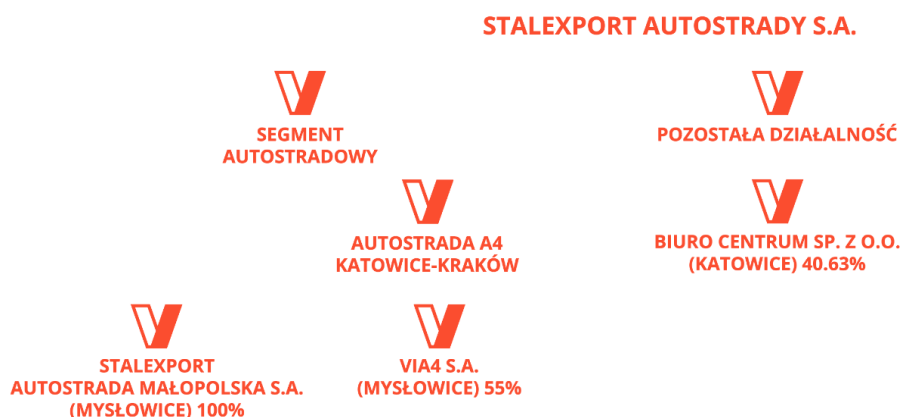 STALEXPORT AUTOSTRADY S.A.
SEGMENT
AUTOSTRADOWY
POZOSTAŁA DZIAŁALNOŚĆ
AUTOSTRADA A4
KATOWICE-KRAKÓW
BIURO CENTRUM SP. Z O.O.
(KATOWICE) 40.63%
STALEXPORT
AUTOSTRADA MAŁOPOLSKA S.A.
(MYSŁOWICE) 100%
VIA4 S.A.
(MYSŁOWICE) 55%